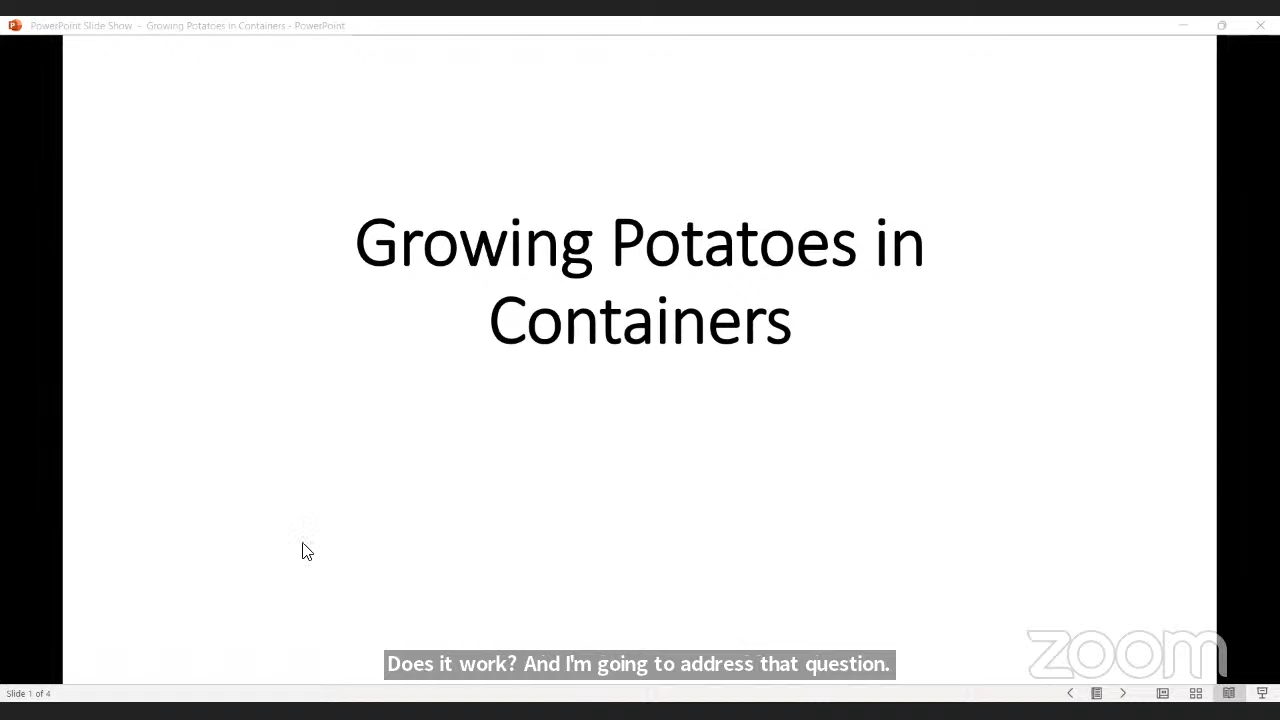 PowerPoint Slide Show - Growing Potatoes in Containers - PowerPoint
Growing Potatoes in
Containers
zoom
Does it work? And I'm going to address that question.
Slide 1 of 4